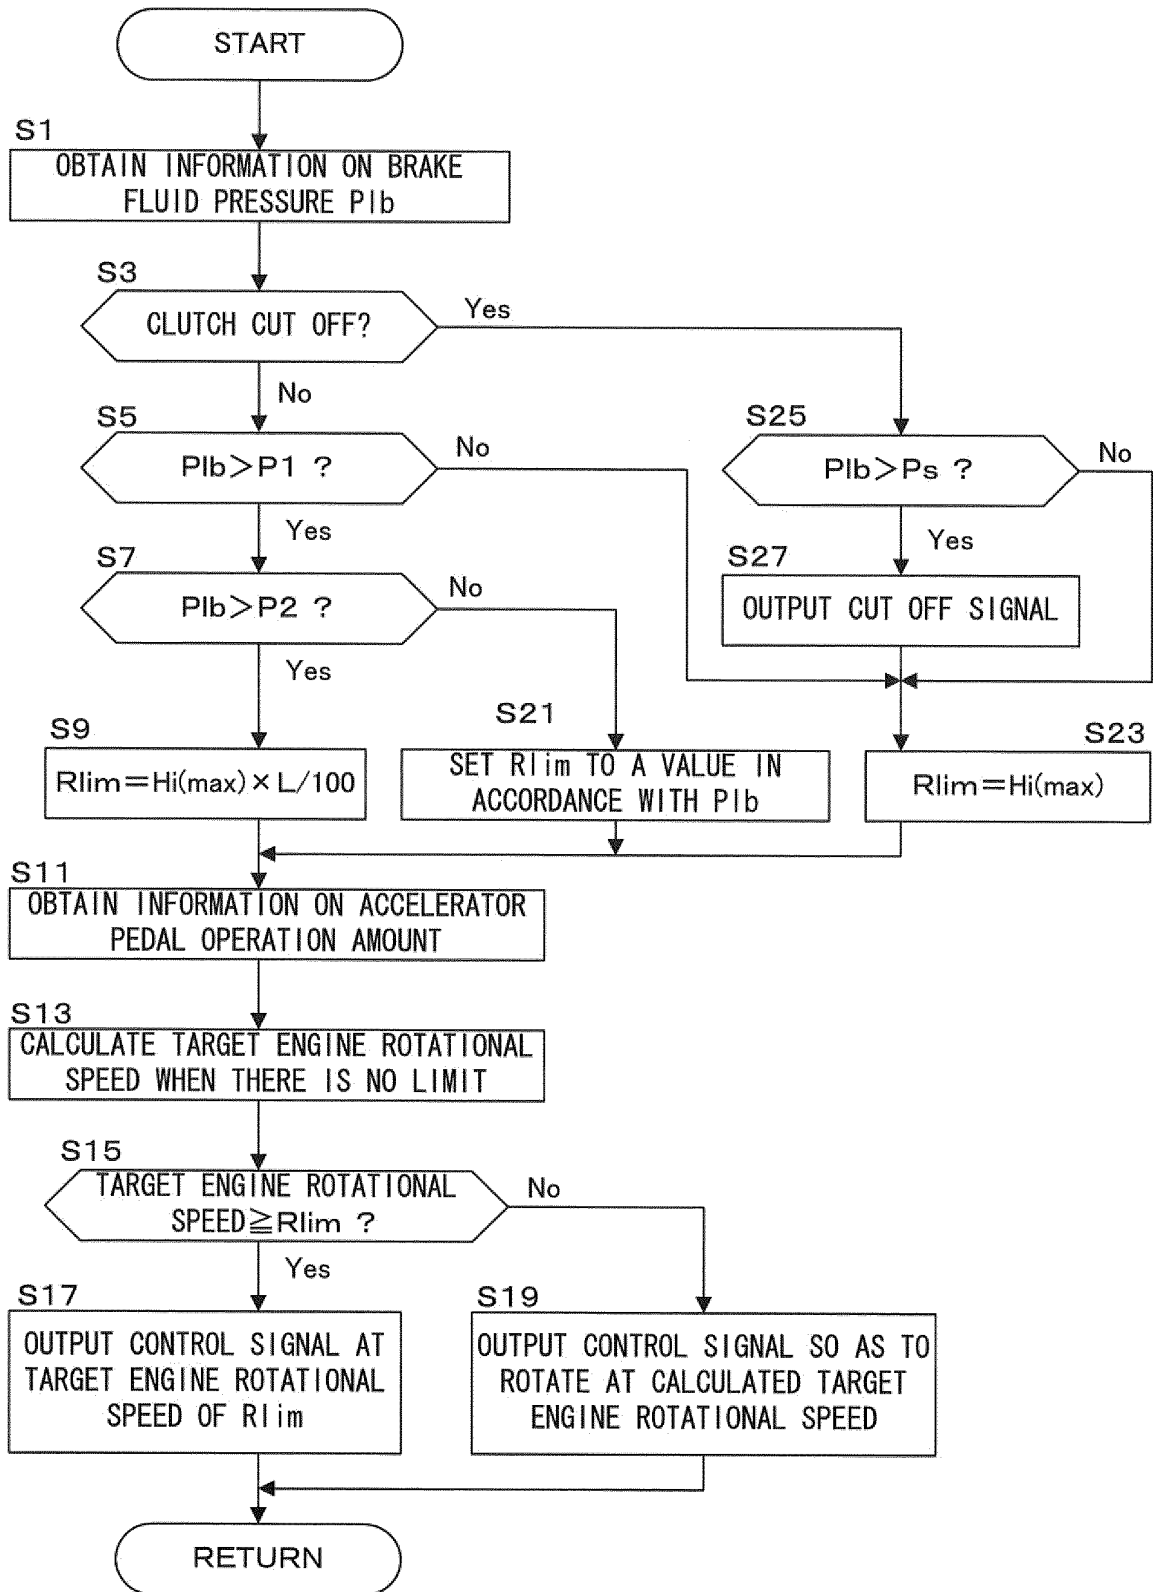 START
S1
OBTAIN INFORMATION ON BRAKE
FLUID PRESSURE Plb
S3
CLUTCH CUT OFF?
Yes
No
S5
Plb>P1 ?
No
Yes
S25
Plb>Ps ?
No
Yes
S7
Plb>P2 ?
No
Yes
S27
OUTPUT CUT OFF SIGNAL
S9
Rlim=Hi(max)×L/100
S21
SET Rlim TO A VALUE IN
ACCORDANCE WITH Plb
S23
Rlim=Hi(max)
S11
OBTAIN INFORMATION ON ACCELERATOR
PEDAL OPERATION AMOUNT
S13
CALCULATE TARGET ENGINE ROTATIONAL
SPEED WHEN THERE IS NO LIMIT
S15
TARGET ENGINE ROTATIONAL
SPEED≧Rlim ?
No
Yes
S17
OUTPUT CONTROL SIGNAL AT
TARGET ENGINE ROTATIONAL
SPEED OF Rlim
S19
OUTPUT CONTROL SIGNAL SO AS TO
ROTATE AT CALCULATED TARGET
ENGINE ROTATIONAL SPEED
RETURN